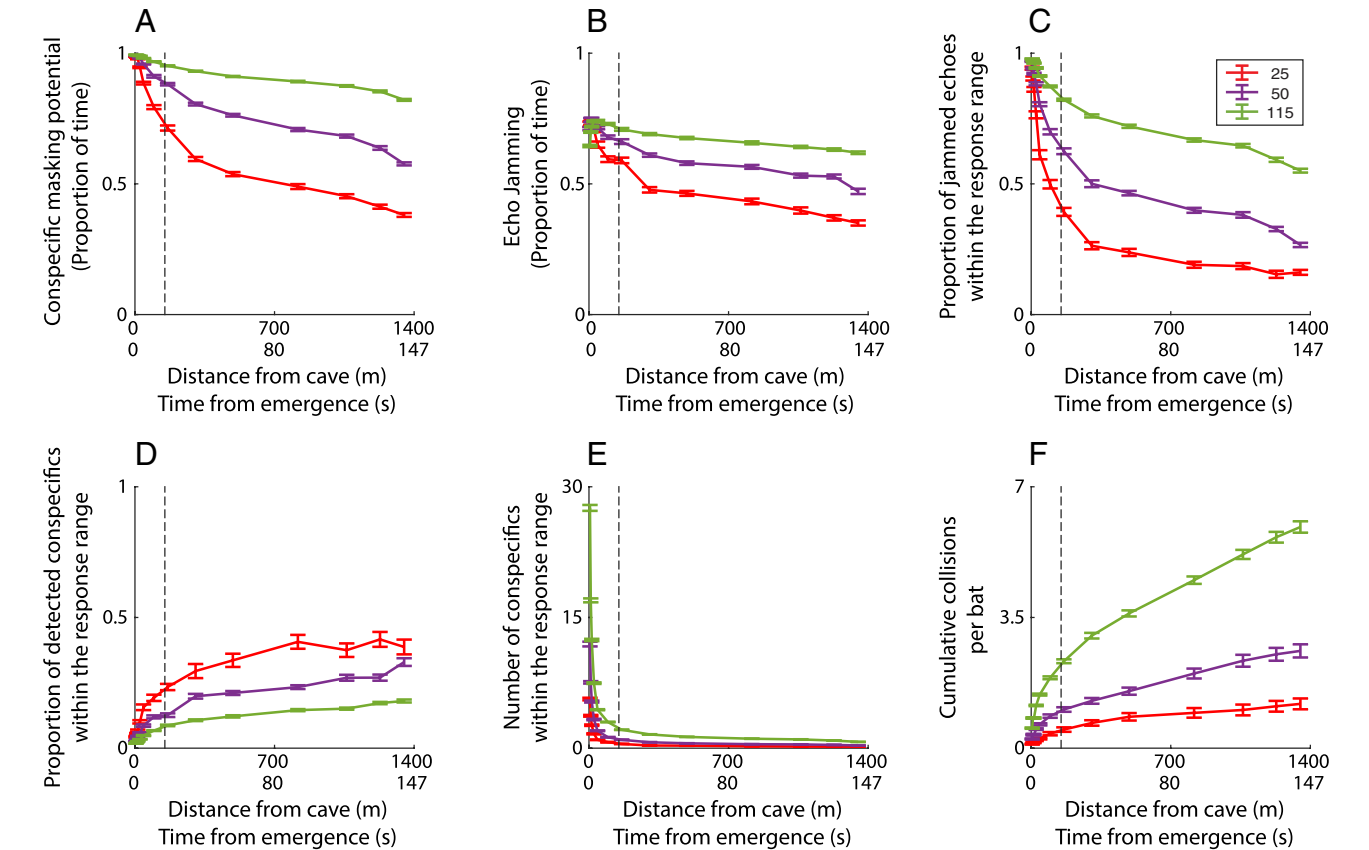 A
Conspecific masking potential
(Proportion of time)
1
0.5
0
0 700 1400
0 80 147
Distance from cave (m)
Time from emergence (s)
B
Echo Jamming
(Proportion of time)
1
0.5
0
0 700 1400
0 80 147
Distance from cave (m)
Time from emergence (s)
C
Proportion of jammed echoes
within the response range
1
0.5
0
0 700 1400
0 80 147
Distance from cave (m)
Time from emergence (s)
25
50
115
D
Proportion of detected conspecifics
within the response range
1
0.5
0
0 700 1400
0 80 147
Distance from cave (m)
Time from emergence (s)
E
Number of conspecifics
within the response range
30
15
0
0 700 1400
0 80 147
Distance from cave (m)
Time from emergence (s)
F
Cumulative collisions
per bat
7
3.5
0
0 700 1400
0 80 147
Distance from cave (m)
Time from emergence (s)